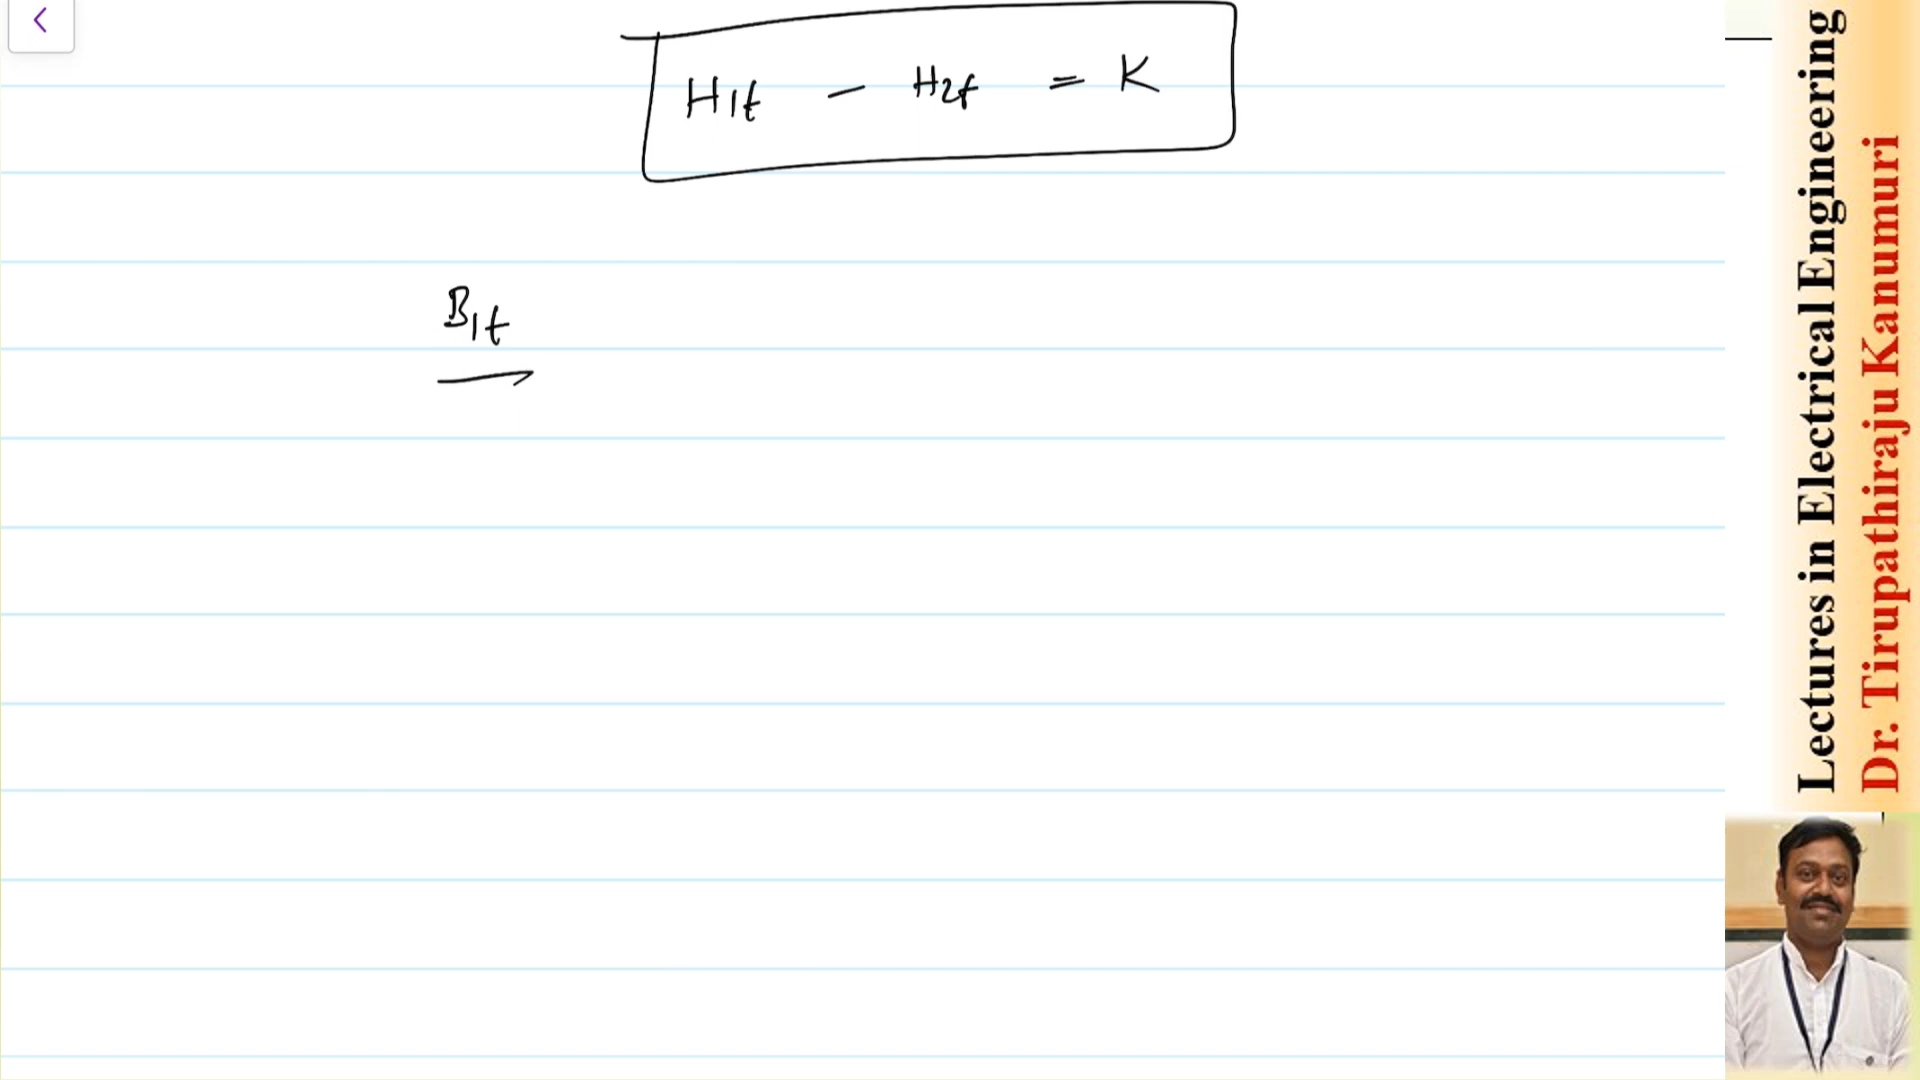 H1t - H2t = K
B1t
Lectures in Electrical Engineering
Dr. Tirupathiraju Kanumuri